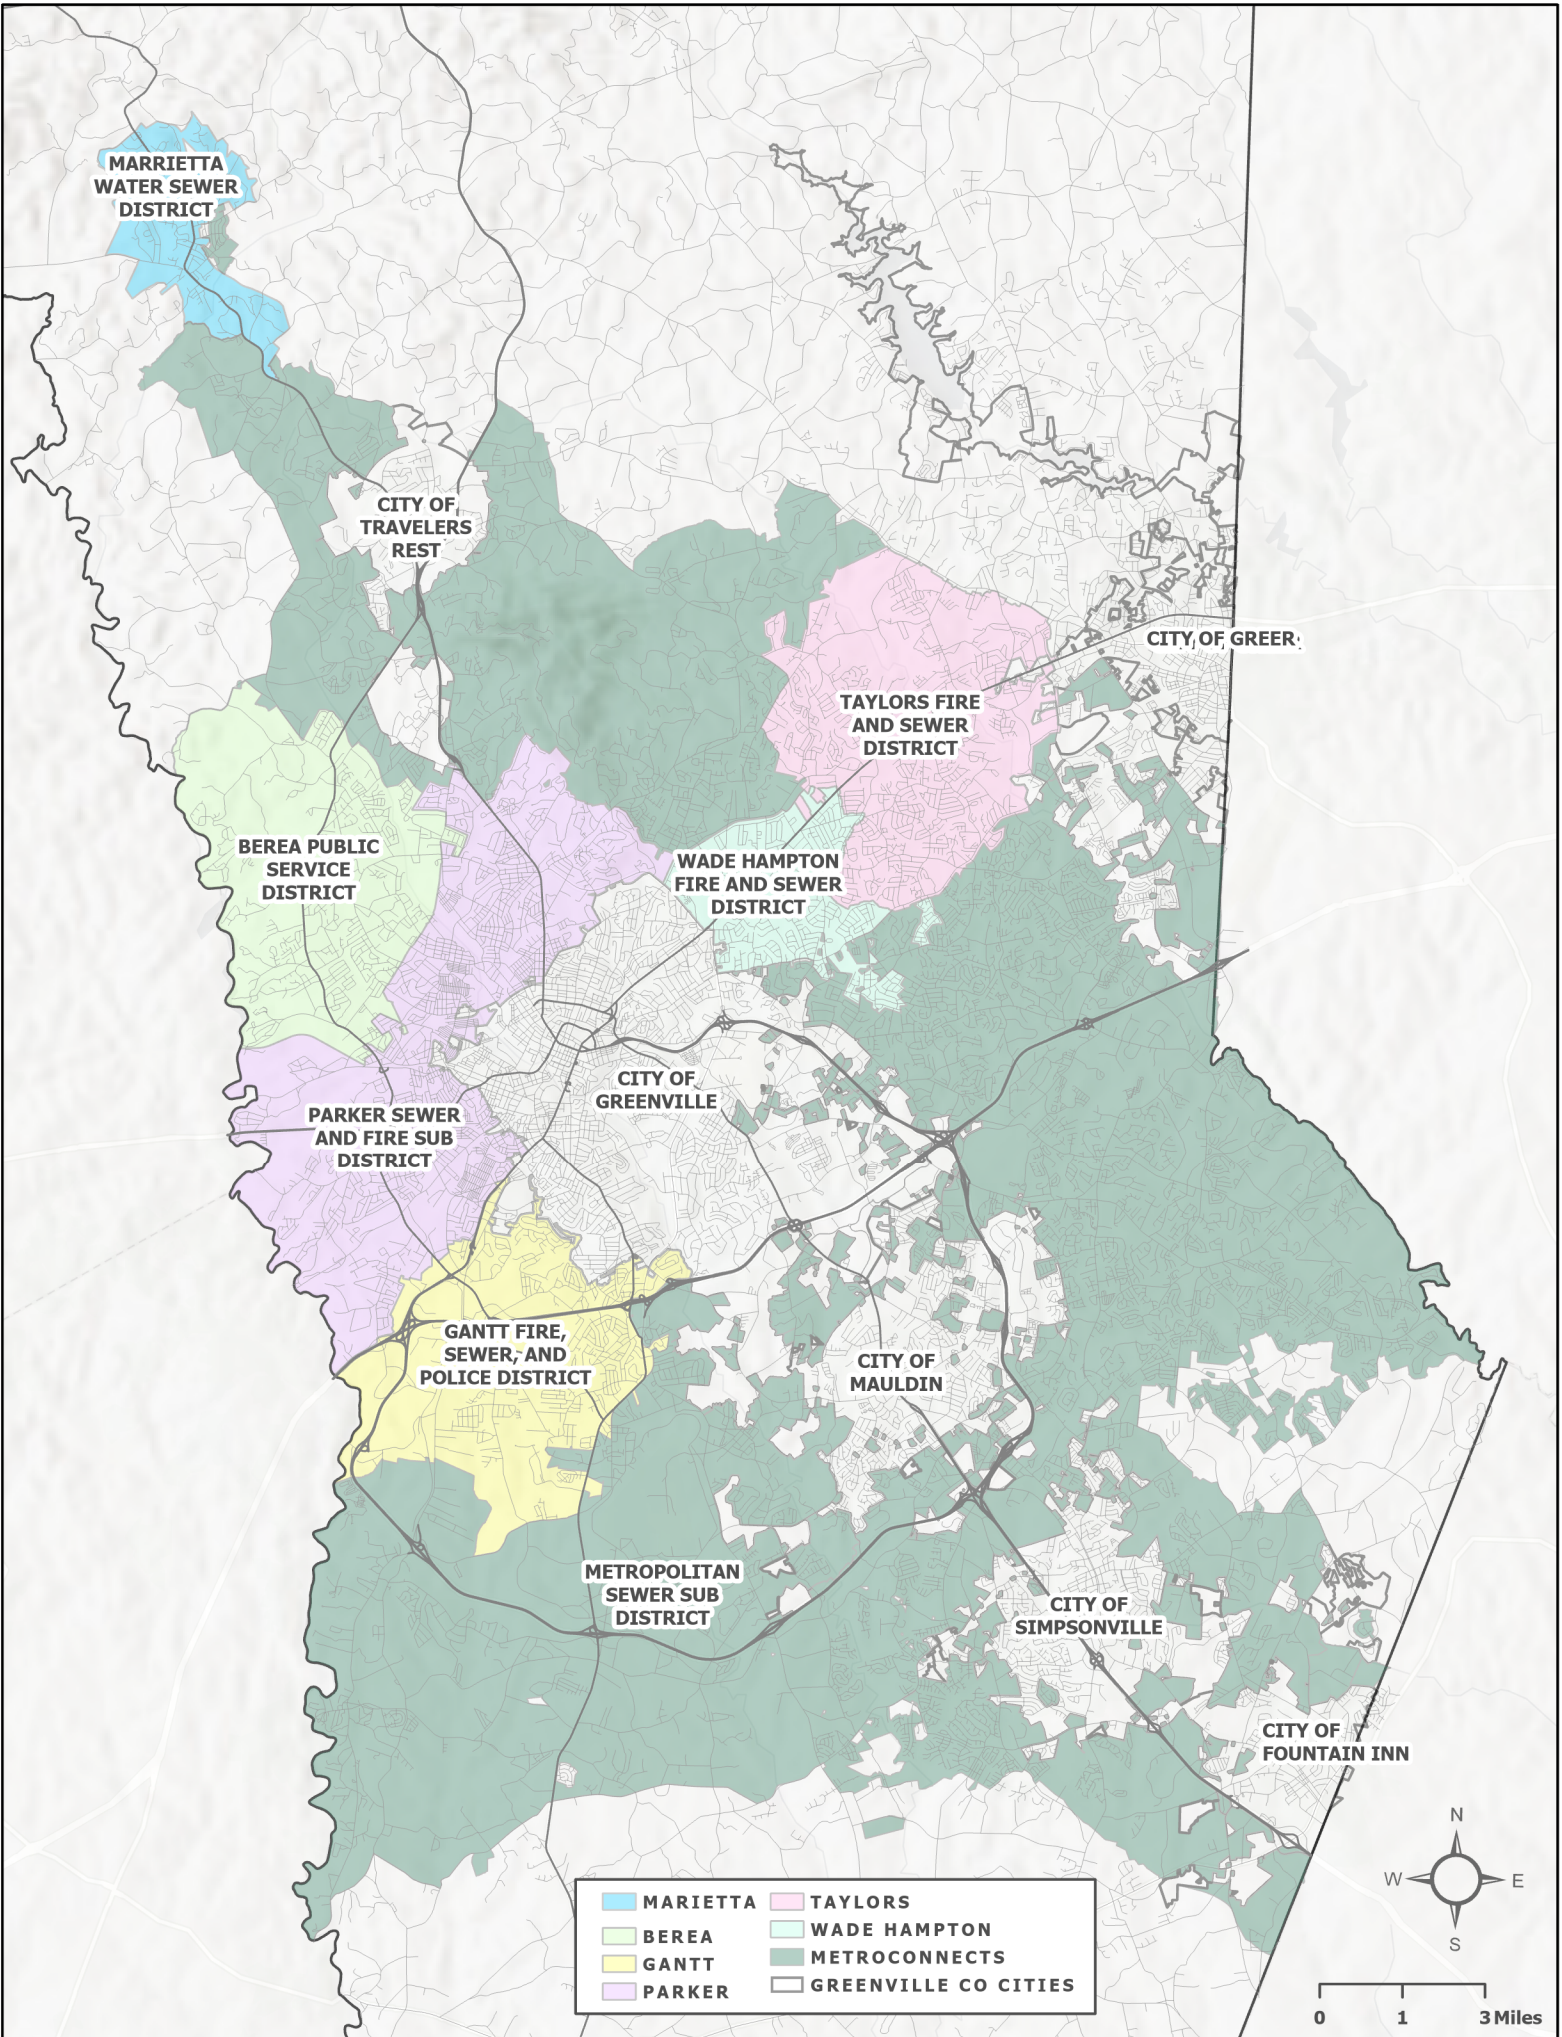 MARRIETTA
WATER SEWER
DISTRICT
CITY OF
TRAVELERS
REST
CITY OF GREER
TAYLORS FIRE
AND SEWER
DISTRICT
BEREA PUBLIC
SERVICE
DISTRICT
WADE HAMPTON
FIRE AND SEWER
DISTRICT
CITY OF
GREENVILLE
PARKER SEWER
AND FIRE SUB
DISTRICT
GANTT FIRE,
SEWER, AND
POLICE DISTRICT
CITY OF
MAULDIN
METROPOLITAN
SEWER SUB
DISTRICT
CITY OF
SIMPSONVILLE
CITY OF
FOUNTAIN INN
N
W E
S
MARIETTA
BEREA
GANTT
PARKER
TAYLORS
WADE HAMPTON
METROCONNECTS
GREENVILLE CO CITIES
0 1 3 Miles